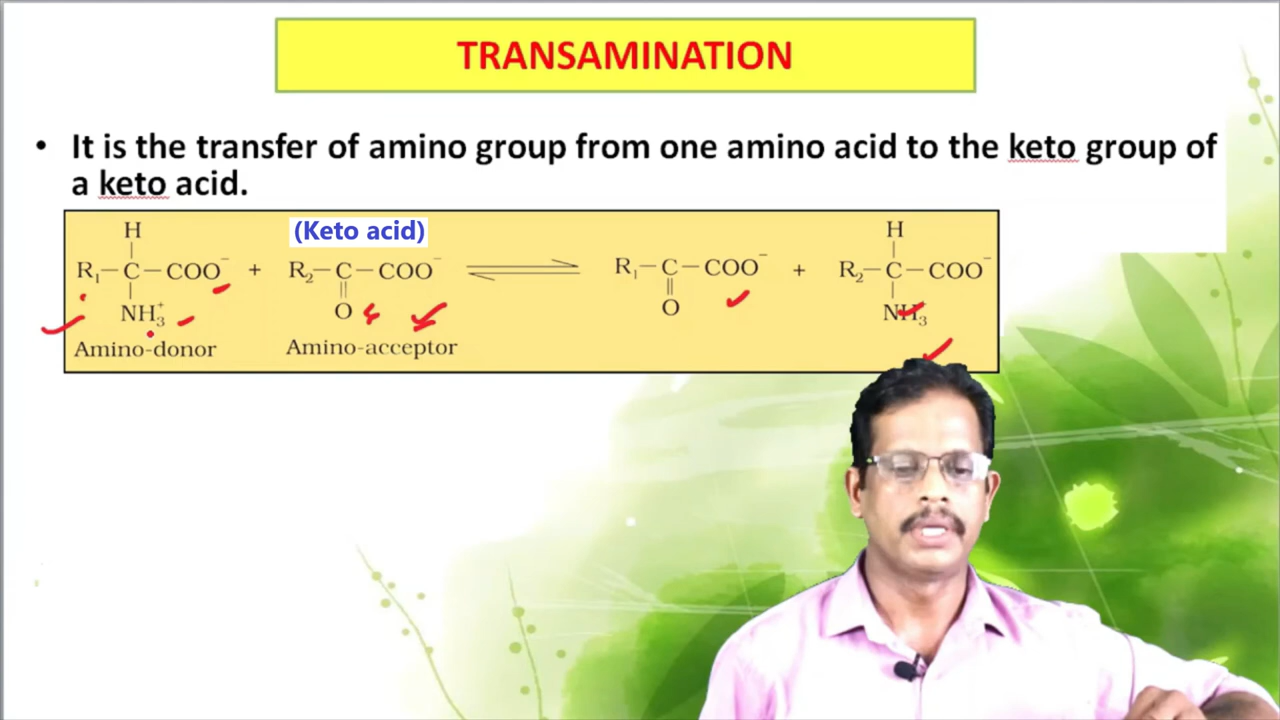 TRANSAMINATION
• It is the transfer of amino group from one amino acid to the keto group of
a keto acid.
(Keto acid)
H H
R₁–C–COO⁻ + R₂–C–COO⁻ ⇌ R₁–C–COO⁻ + R₂–C–COO⁻
NH₃⁺ O O NH₃⁺
Amino-donor Amino-acceptor